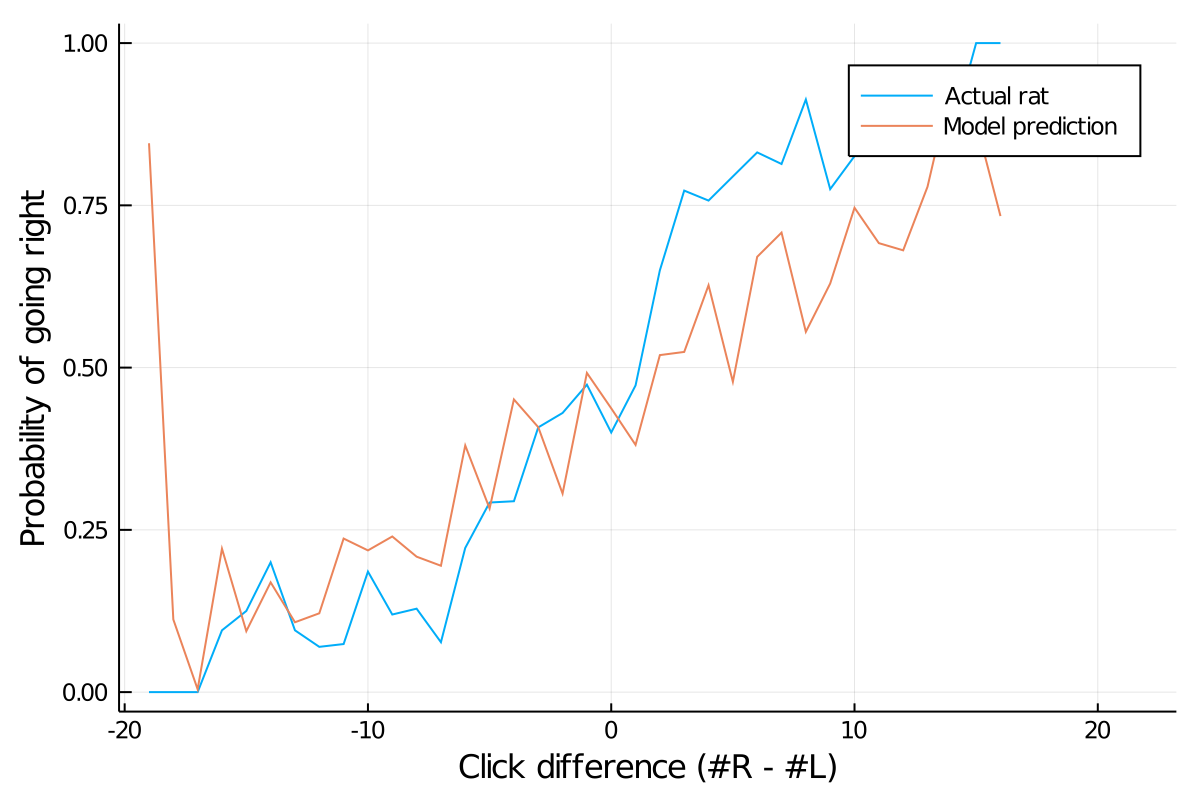 1.00
0.75
0.50
0.25
0.00
Probability of going right
Actual rat
Model prediction
-20
-10
0
10
20
Click difference (#R - #L)